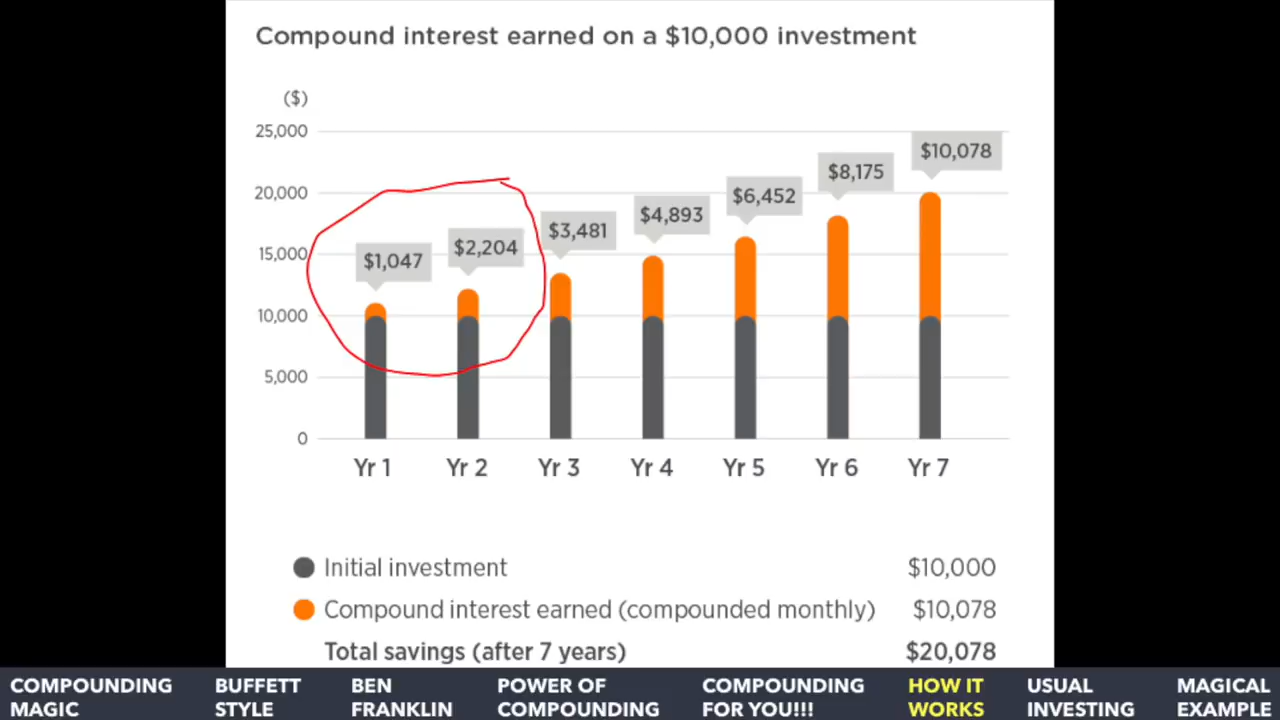 Compound interest earned on a $10,000 investment
($)
25,000
20,000
15,000
10,000
5,000
0
$1,047
$2,204
$3,481
$4,893
$6,452
$8,175
$10,078
Yr 1 Yr 2 Yr 3 Yr 4 Yr 5 Yr 6 Yr 7
Initial investment $10,000
Compound interest earned (compounded monthly) $10,078
Total savings (after 7 years) $20,078
COMPOUNDING MAGIC
BUFFETT STYLE
BEN FRANKLIN
POWER OF COMPOUNDING
COMPOUNDING FOR YOU!!!
HOW IT WORKS
USUAL INVESTING
MAGICAL EXAMPLE